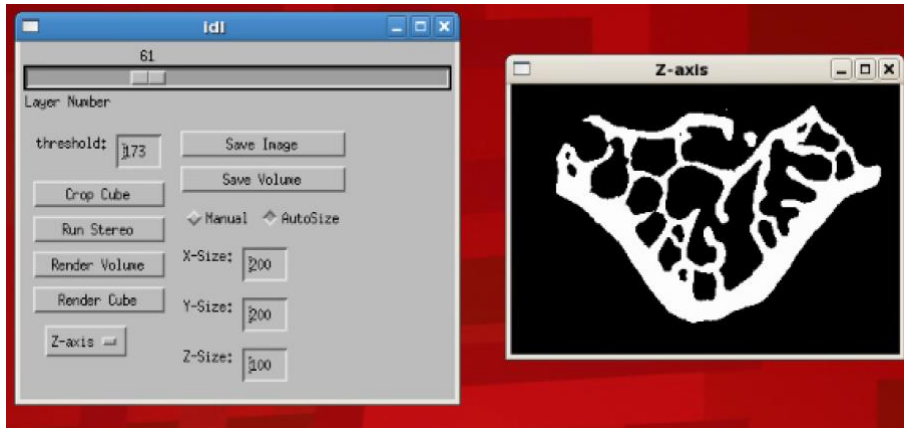 idl
61
Layer Number
threshold: 173
Save Image
Save Volume
Crop Cube
Manual AutoSize
Run Stereo
X-Size: 200
Render Volume
Render Cube
Y-Size: 200
Z-axis
Z-Size: 100
Z-axis